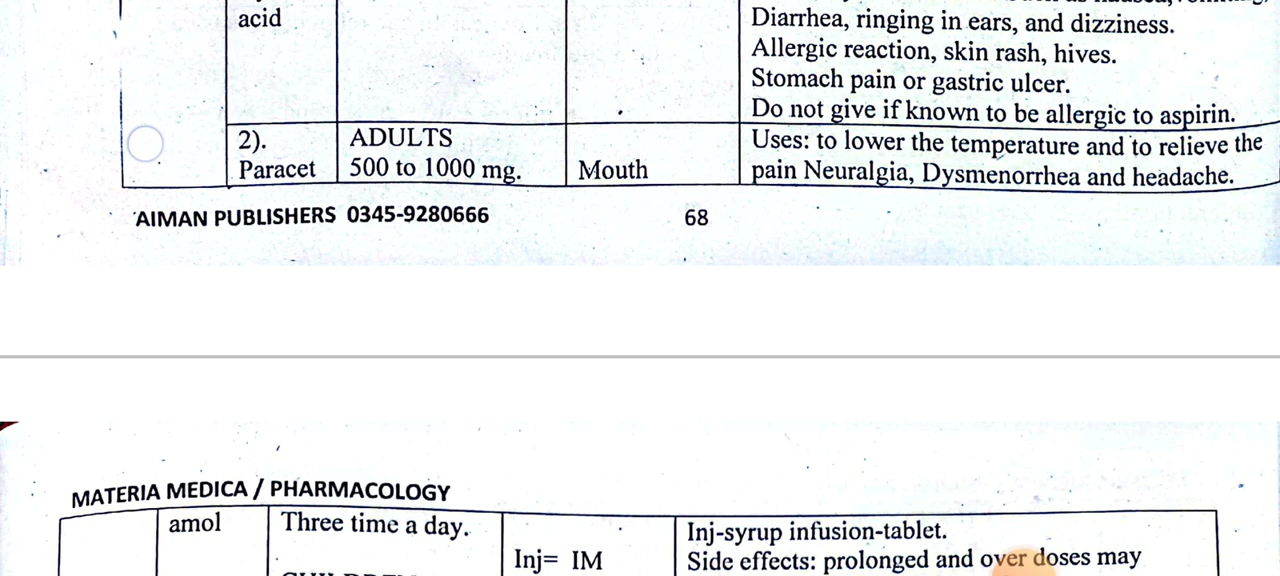 acid
Diarrhea, ringing in ears, and dizziness.
Allergic reaction, skin rash, hives.
Stomach pain or gastric ulcer.
Do not give if known to be allergic to aspirin.
2).
Paracet
ADULTS
500 to 1000 mg.
Mouth
Uses: to lower the temperature and to relieve the
pain Neuralgia, Dysmenorrhea and headache.
AIMAN PUBLISHERS 0345-9280666
68
MATERIA MEDICA / PHARMACOLOGY
amol
Three time a day.
Inj= IM
Inj-syrup infusion-tablet.
Side effects: prolonged and over doses may